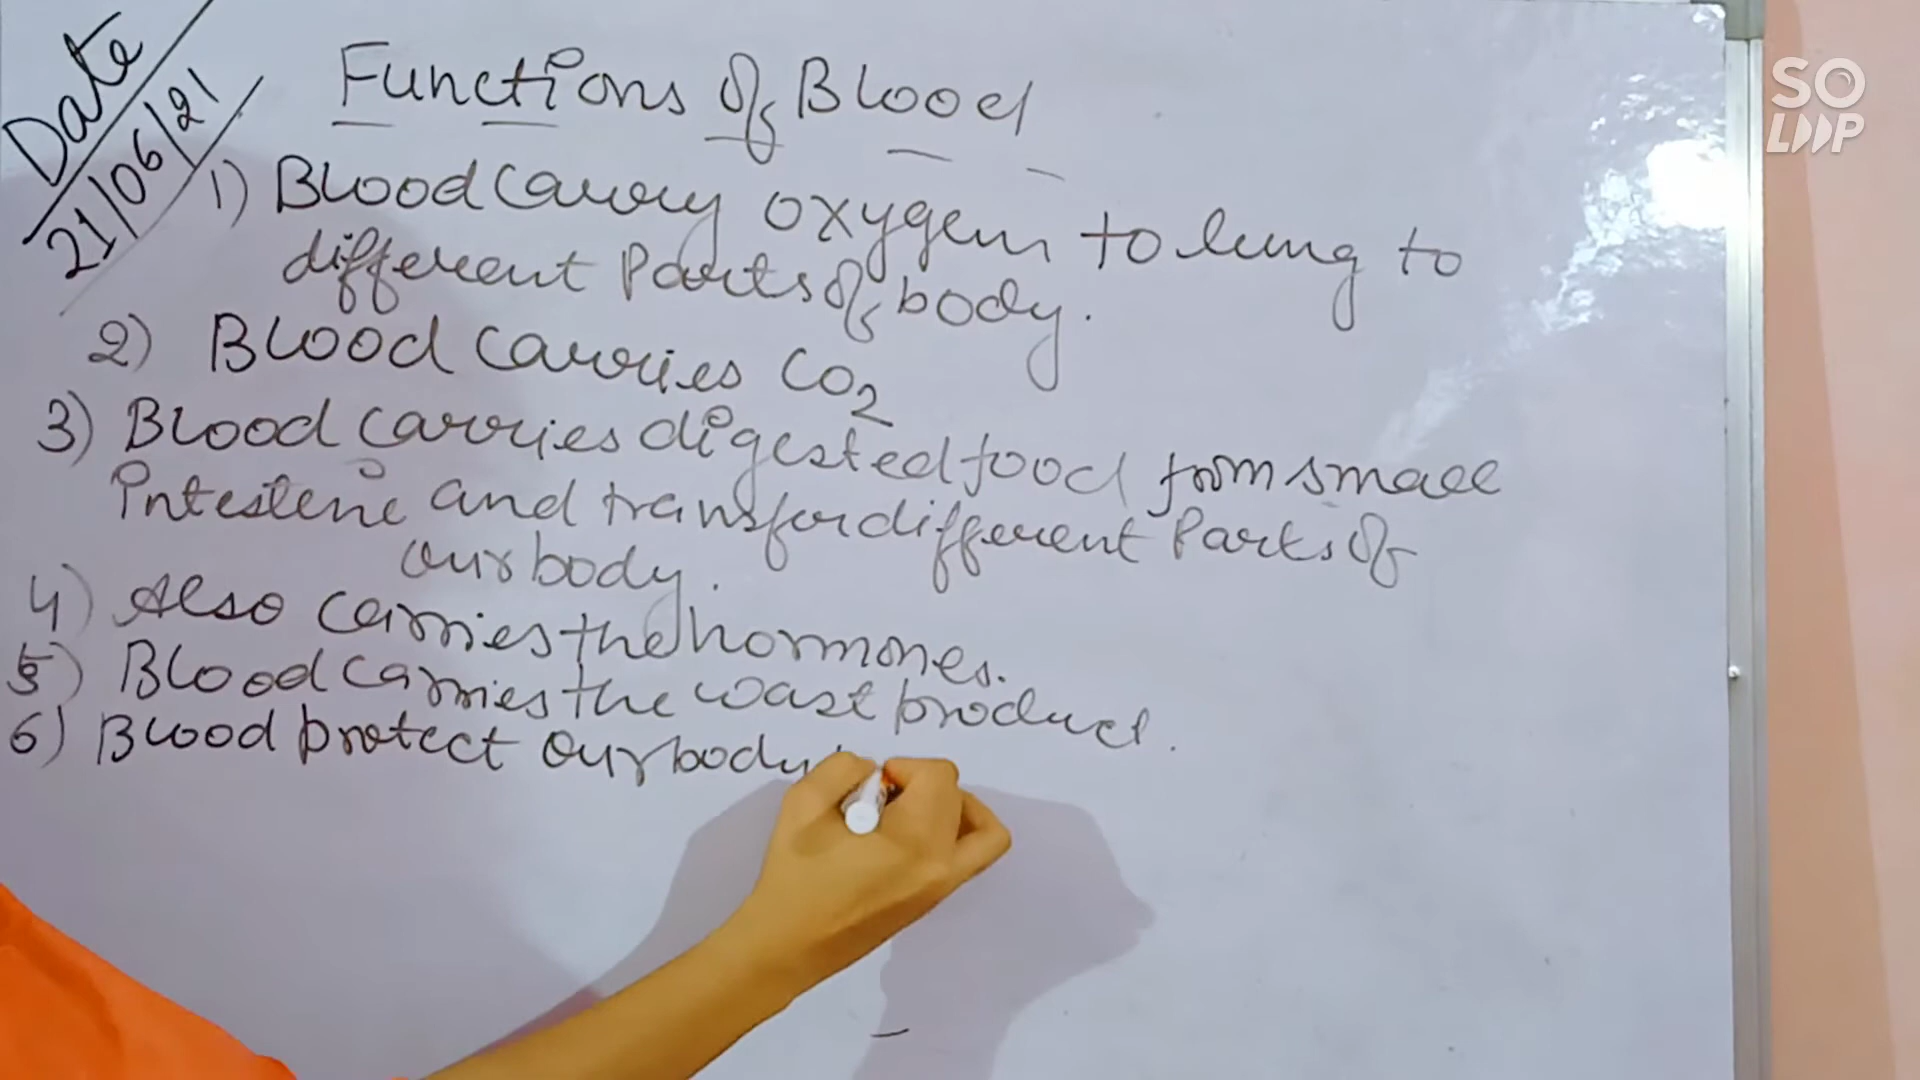 Date
21/06/21
Functions of Blood
1) Blood carry oxygen to lung to
different Parts of body.
2) Blood carries CO2
3) Blood carries digested food from small
intestine and transfer different Parts of
our body.
4) Also carries the hormones.
5) Blood carries the wast product.
6) Blood protect our body
SO
LOOP